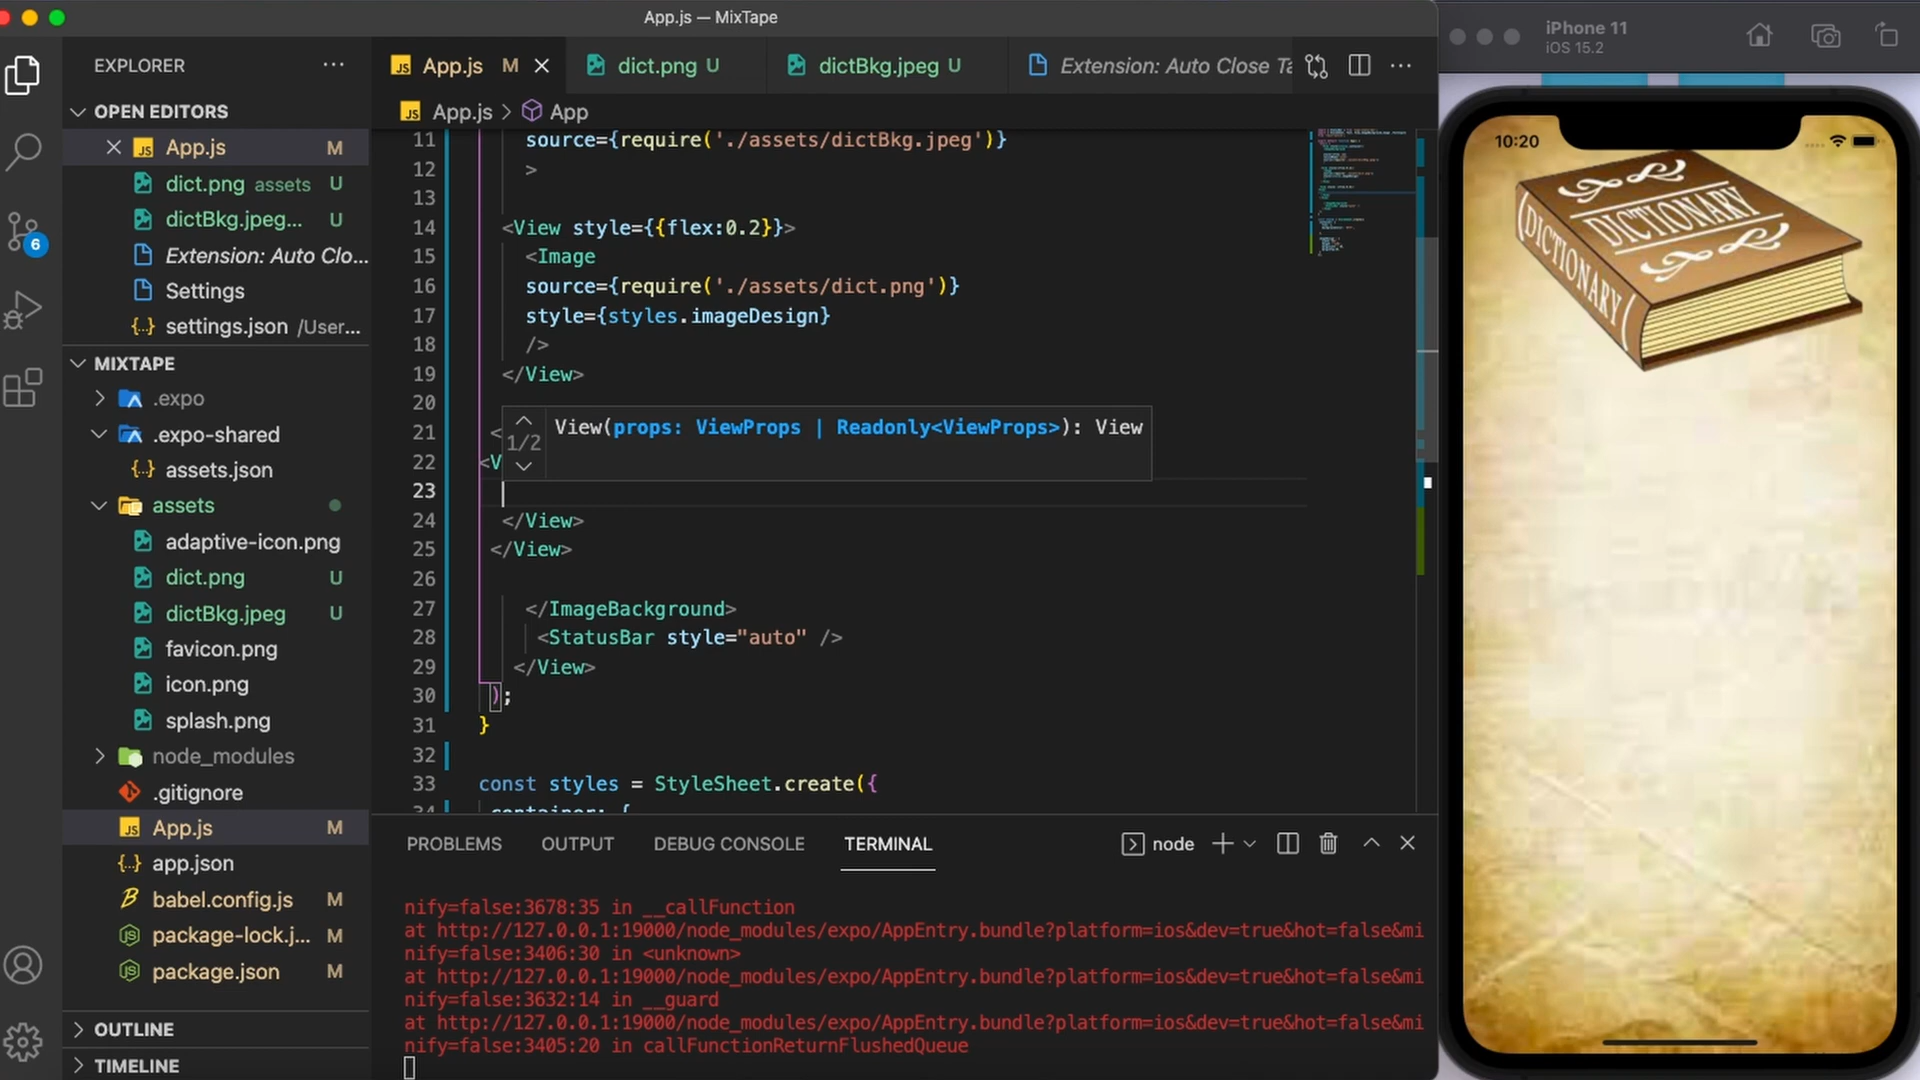 App.js — MixTape
EXPLORER
OPEN EDITORS
App.js M
dict.png assets U
dictBkg.jpeg... U
Extension: Auto Clo...
Settings
settings.json /User...
MIXTAPE
.expo
.expo-shared
assets.json
assets
adaptive-icon.png
dict.png U
dictBkg.jpeg U
favicon.png
icon.png
splash.png
node_modules
.gitignore
App.js M
app.json
babel.config.js M
package-lock.j... M
package.json M
OUTLINE
TIMELINE
6
App.js M
dict.png U
dictBkg.jpeg U
Extension: Auto Close Ta
App.js > App
11 source={require('./assets/dictBkg.jpeg')}
12 >
13
14 <View style={{flex:0.2}}>
15 <Image
16 source={require('./assets/dict.png')}
17 style={styles.imageDesign}
18 />
19 </View>
20
21 <
22 <V
1/2 View(props: ViewProps | Readonly<ViewProps>): View
23
24 </View>
25 </View>
26
27 </ImageBackground>
28 <StatusBar style="auto" />
29 </View>
30 );
31 }
32
33 const styles = StyleSheet.create({
34 container: {
PROBLEMS OUTPUT DEBUG CONSOLE TERMINAL
node
nify=false:3678:35 in __callFunction
at http://127.0.0.1:19000/node_modules/expo/AppEntry.bundle?platform=ios&dev=true&hot=false&mi
nify=false:3406:30 in <unknown>
at http://127.0.0.1:19000/node_modules/expo/AppEntry.bundle?platform=ios&dev=true&hot=false&mi
nify=false:3632:14 in __guard
at http://127.0.0.1:19000/node_modules/expo/AppEntry.bundle?platform=ios&dev=true&hot=false&mi
nify=false:3405:20 in callFunctionReturnFlushedQueue
iPhone 11
iOS 15.2
10:20
DICTIONARY
DICTIONARY